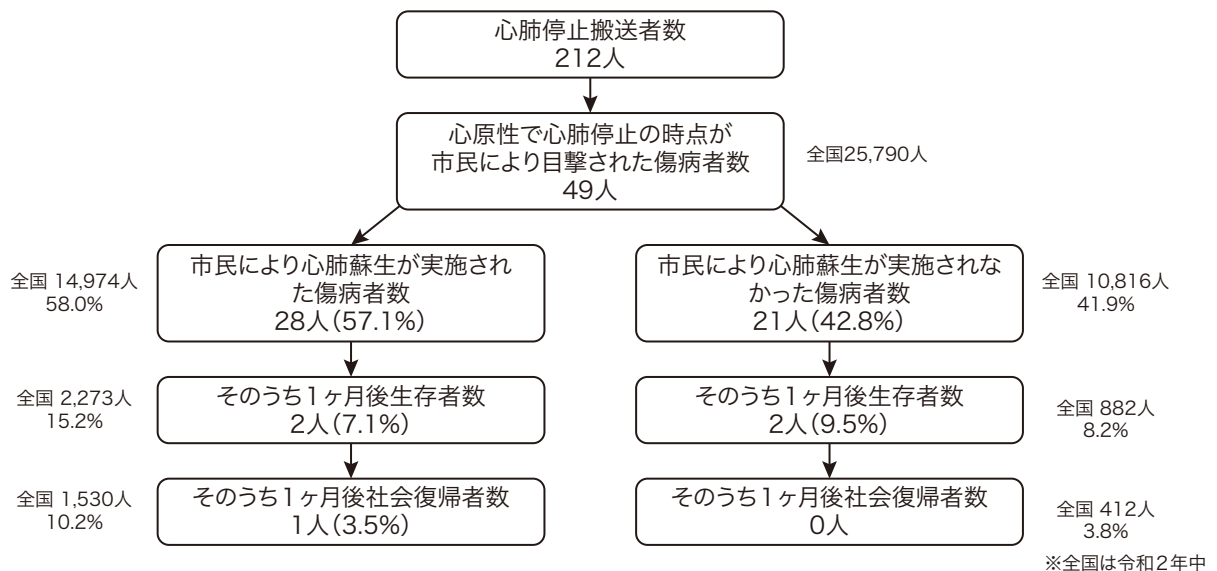 心肺停止搬送者数
212人
心原性で心肺停止の時点が
市民により目撃された傷病者数
49人
全国25,790人
全国 14,974人
58.0%
市民により心肺蘇生が実施され
た傷病者数
28人（57.1%）
市民により心肺蘇生が実施されな
かった傷病者数
21人（42.8%）
全国 10,816人
41.9%
全国 2,273人
15.2%
そのうち1ヶ月後生存者数
2人（7.1%）
そのうち1ヶ月後生存者数
2人（9.5%）
全国 882人
8.2%
全国 1,530人
10.2%
そのうち1ヶ月後社会復帰者数
1人（3.5%）
そのうち1ヶ月後社会復帰者数
0人
全国 412人
3.8%
※全国は令和2年中